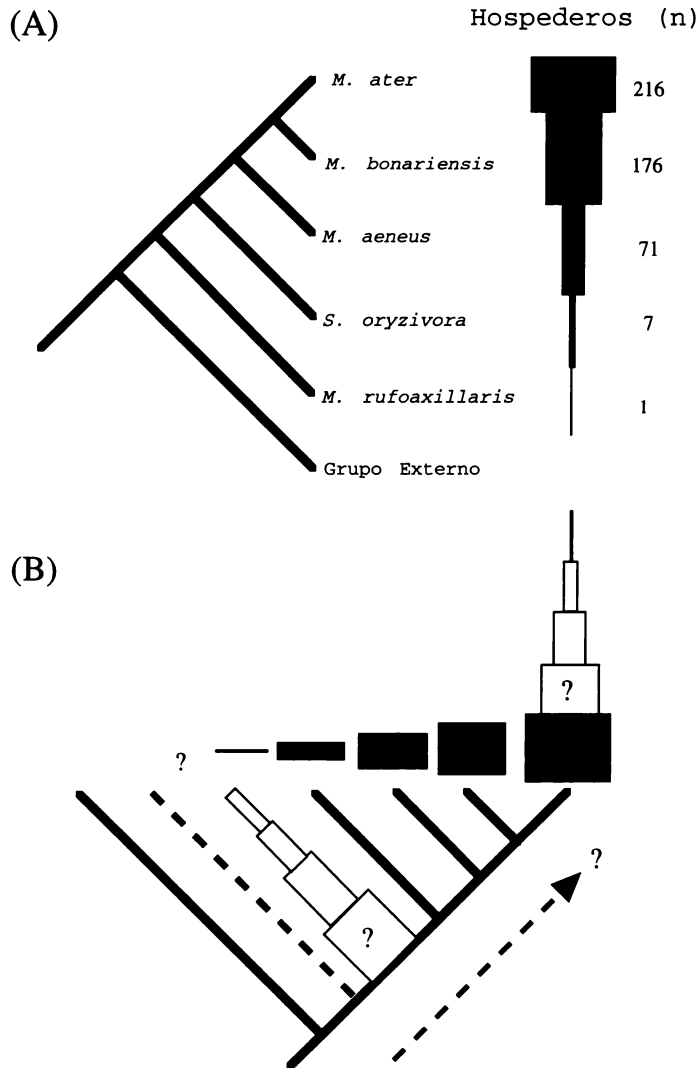 (A)
Hospederos (n)
M. ater
216
M. bonariensis
176
M. aeneus
71
S. oryzivora
7
M. rufoaxillaris
1
Grupo Externo
(B)
?
?
?
?